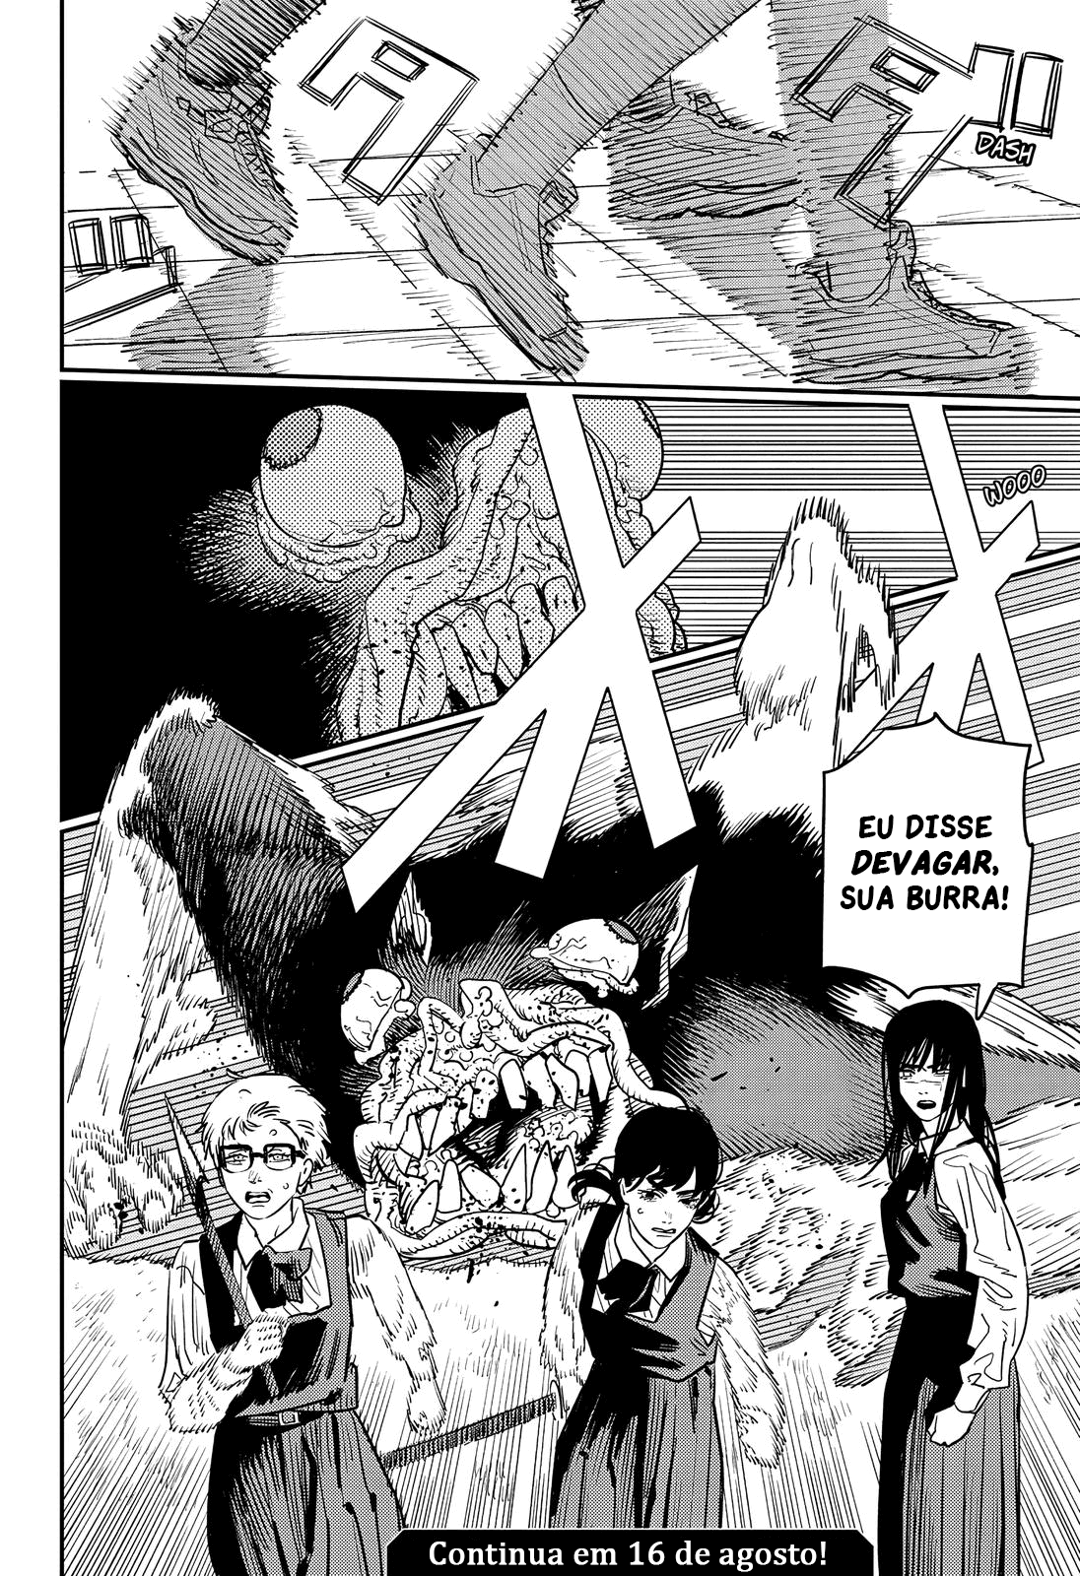 DASH
WOOO
EU DISSE
DEVAGAR,
SUA BURRA!
Continua em 16 de agosto!